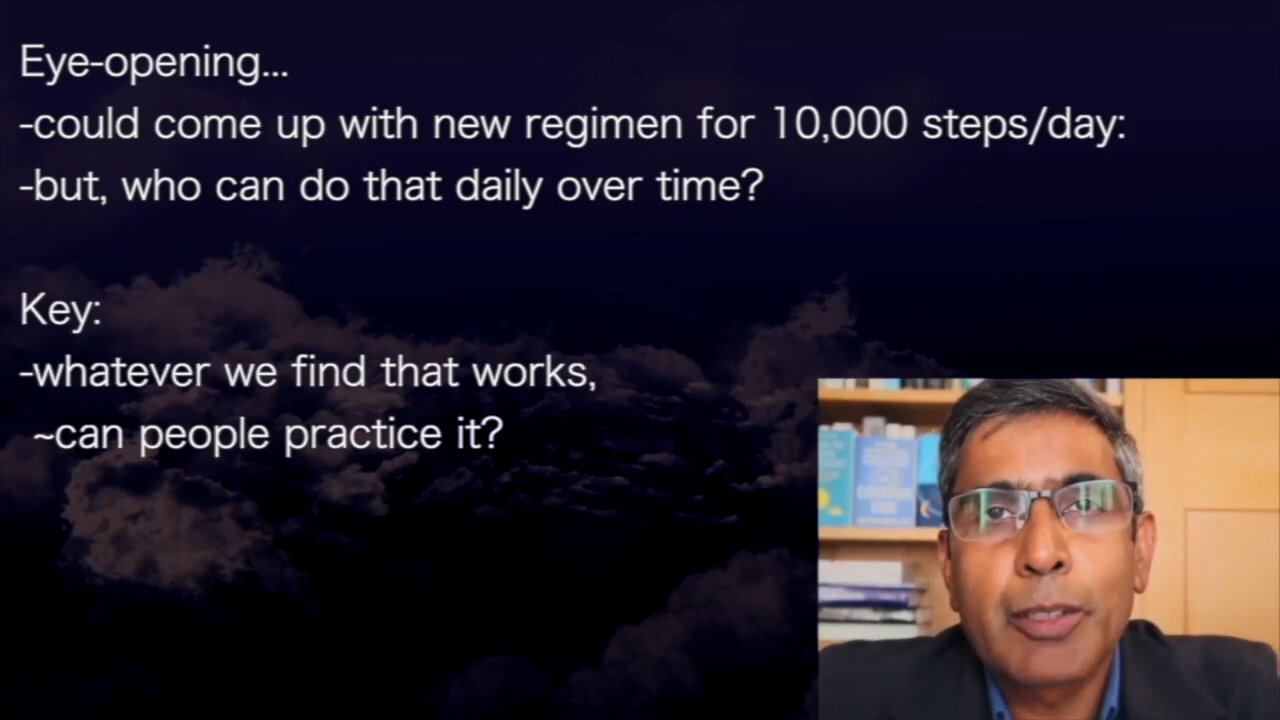 Eye-opening...
-could come up with new regimen for 10,000 steps/day:
-but, who can do that daily over time?
Key:
-whatever we find that works,
~can people practice it?